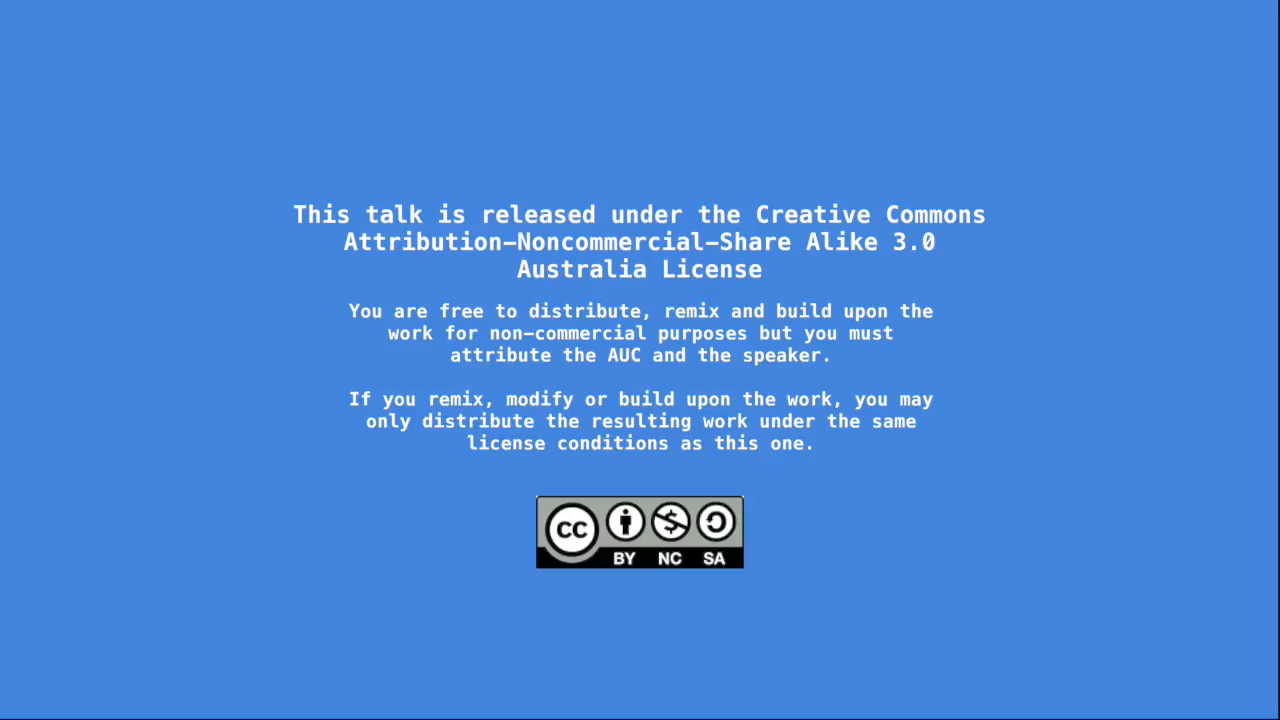 This talk is released under the Creative Commons
Attribution-Noncommercial-Share Alike 3.0
Australia License
You are free to distribute, remix and build upon the
work for non-commercial purposes but you must
attribute the AUC and the speaker.
If you remix, modify or build upon the work, you may
only distribute the resulting work under the same
license conditions as this one.
CC
BY NC SA